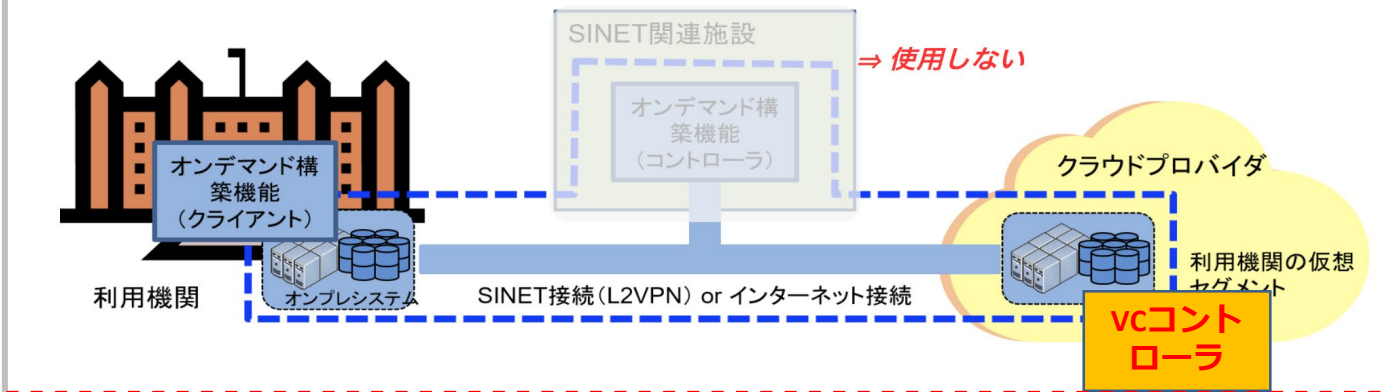 SINET関連施設
⇒ 使用しない
オンデマンド構
築機能
（コントローラ）
オンデマンド構
築機能
（クライアント）
クラウドプロバイダ
利用機関
オンプレシステム
SINET接続（L2VPN） or インターネット接続
利用機関の仮想
セグメント
VCコント
ローラ